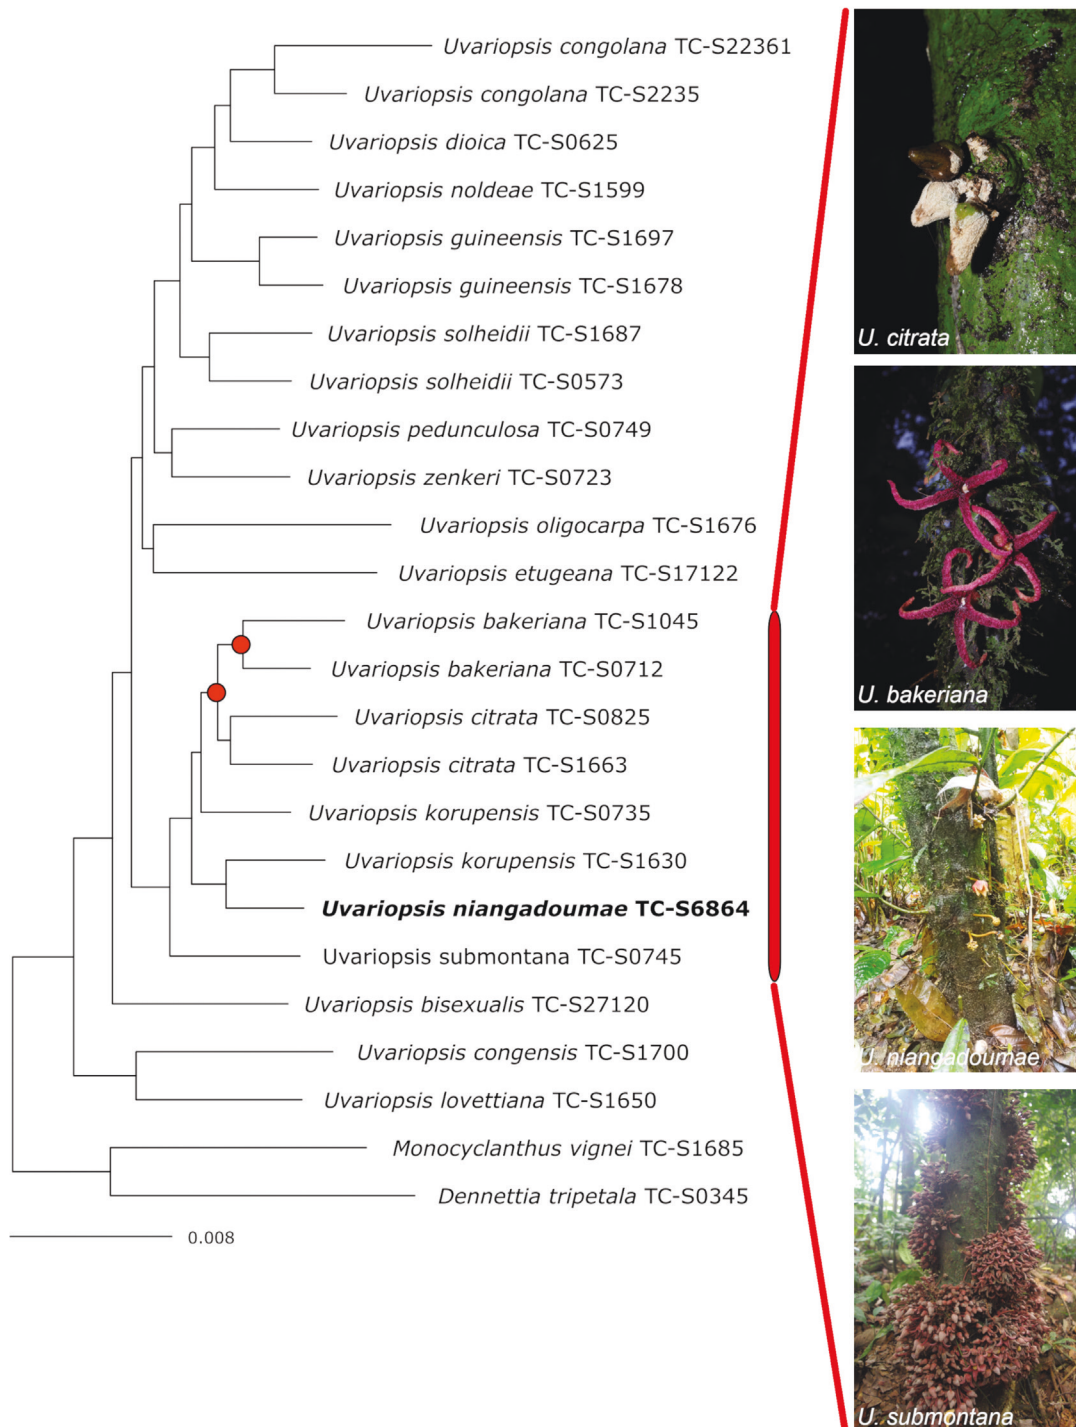 Uvariopsis congolana TC-S22361
Uvariopsis congolana TC-S2235
Uvariopsis dioica TC-S0625
Uvariopsis noldeae TC-S1599
Uvariopsis guineensis TC-S1697
Uvariopsis guineensis TC-S1678
Uvariopsis solheidii TC-S1687
Uvariopsis solheidii TC-S0573
Uvariopsis pedunculosa TC-S0749
Uvariopsis zenkeri TC-S0723
Uvariopsis oligocarpa TC-S1676
Uvariopsis etugeana TC-S17122
Uvariopsis bakeriana TC-S1045
Uvariopsis bakeriana TC-S0712
Uvariopsis citrata TC-S0825
Uvariopsis citrata TC-S1663
Uvariopsis korupensis TC-S0735
Uvariopsis korupensis TC-S1630
Uvariopsis niangadoumae TC-S6864
Uvariopsis submontana TC-S0745
Uvariopsis bisexualis TC-S27120
Uvariopsis congensis TC-S1700
Uvariopsis lovettiana TC-S1650
Monocyclanthus vignei TC-S1685
Dennettia tripetala TC-S0345
0.008
U. citrata
U. bakeriana
U. niangadoumae
U. submontana